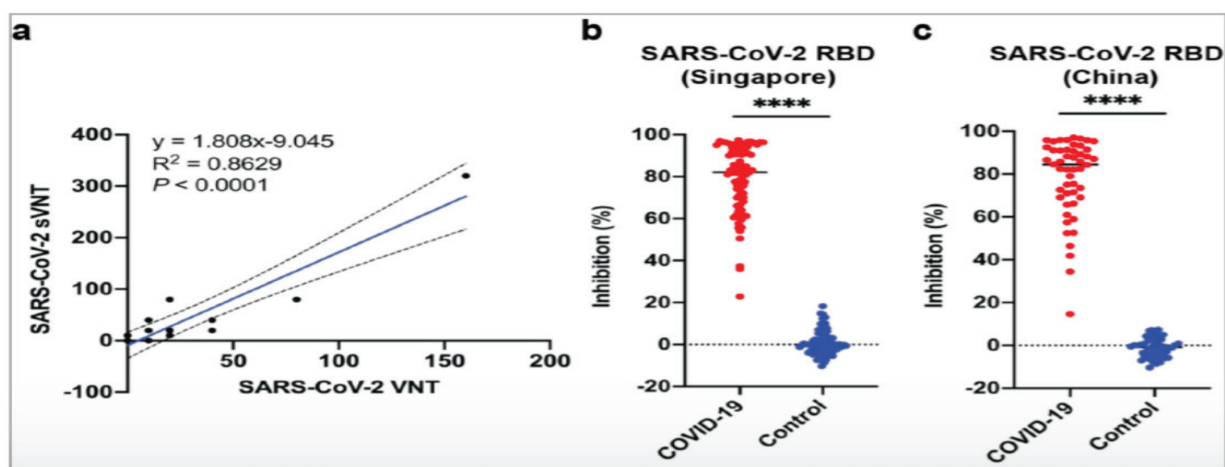 a
y = 1.808x-9.045
R² = 0.8629
P < 0.0001
SARS-CoV-2 sVNT
400
300
200
100
0
-100
50
100
150
200
SARS-CoV-2 VNT
b
SARS-CoV-2 RBD
(Singapore)
****
Inhibition (%)
100
80
60
40
20
0
-20
COVID-19
Control
c
SARS-CoV-2 RBD
(China)
****
Inhibition (%)
100
80
60
40
20
0
-20
COVID-19
Control